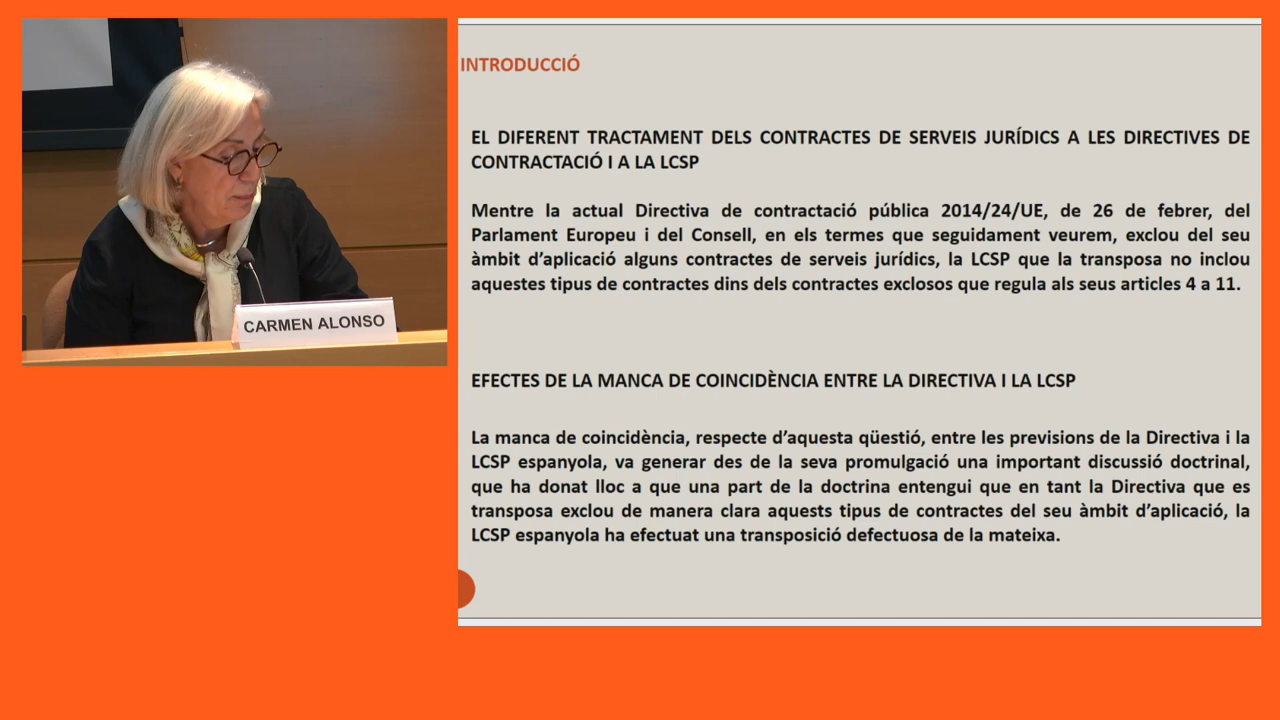 CARMEN ALONSO
INTRODUCCIÓ
EL DIFERENT TRACTAMENT DELS CONTRACTES DE SERVEIS JURÍDICS A LES DIRECTIVES DE
CONTRACTACIÓ I A LA LCSP
Mentre la actual Directiva de contractació pública 2014/24/UE, de 26 de febrer, del
Parlament Europeu i del Consell, en els termes que seguidament veurem, exclou del seu
àmbit d’aplicació alguns contractes de serveis jurídics, la LCSP que la transposa no inclou
aquestes tipus de contractes dins dels contractes exclosos que regula als seus articles 4 a 11.
EFECTES DE LA MANCA DE COINCIDÈNCIA ENTRE LA DIRECTIVA I LA LCSP
La manca de coincidència, respecte d’aquesta qüestió, entre les previsions de la Directiva i la
LCSP espanyola, va generar des de la seva promulgació una important discussió doctrinal,
que ha donat lloc a que una part de la doctrina entengui que en tant la Directiva que es
transposa exclou de manera clara aquests tipus de contractes del seu àmbit d’aplicació, la
LCSP espanyola ha efectuat una transposició defectuosa de la mateixa.